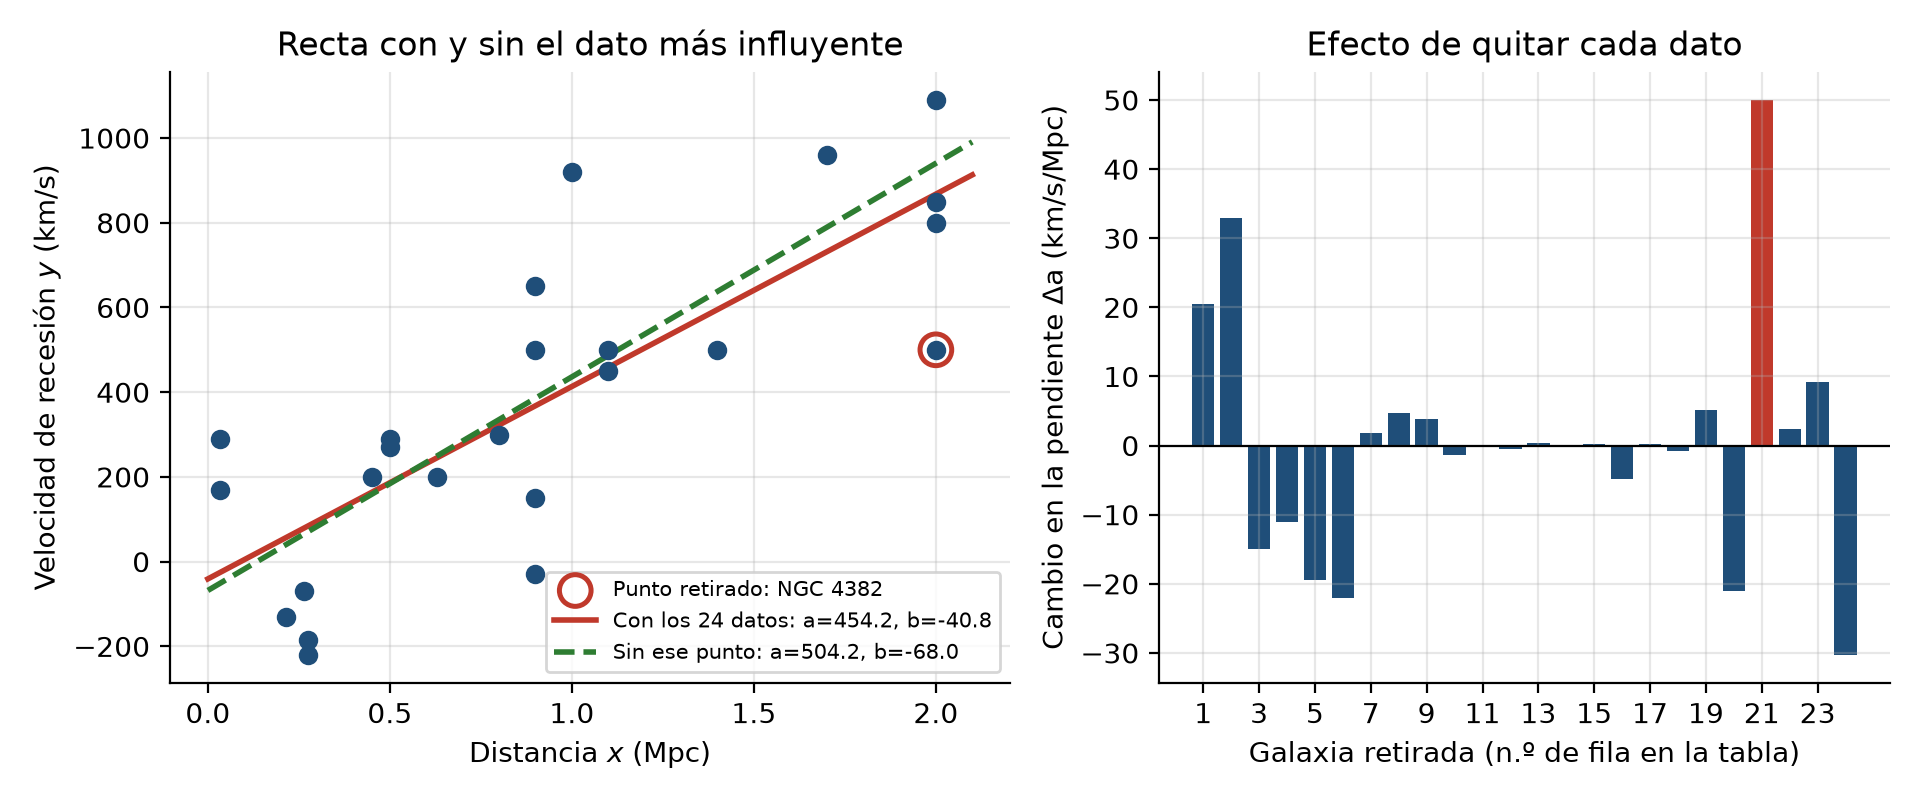 Recta con y sin el dato más influyente
Velocidad de recesión y (km/s)
1000
800
600
400
200
0
−200
0.0 0.5 1.0 1.5 2.0
Distancia x (Mpc)
Punto retirado: NGC 4382
Con los 24 datos: a=454.2, b=-40.8
Sin ese punto: a=504.2, b=-68.0
Efecto de quitar cada dato
Cambio en la pendiente Δa (km/s/Mpc)
50
40
30
20
10
0
−10
−20
−30
1 3 5 7 9 11 13 15 17 19 21 23
Galaxia retirada (n.º de fila en la tabla)